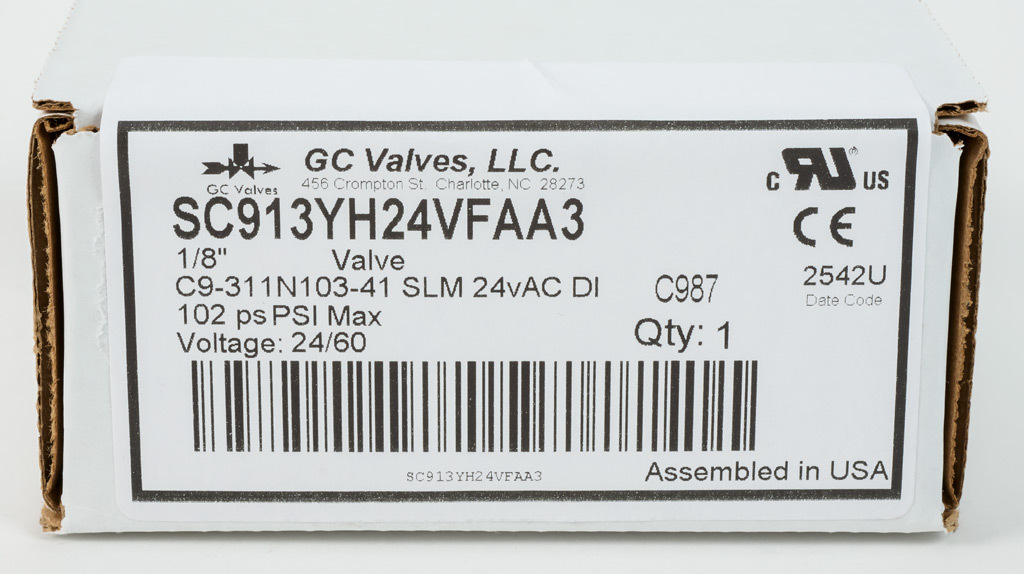 GC Valves
GC Valves, LLC.
456 Crompton St. Charlotte, NC 28273
SC913YH24VFAA3
1/8" Valve
C9-311N103-41 SLM 24vAC DI
102 ps PSI Max
Voltage: 24/60
C987
Qty: 1
C RU® US
CE
2542U
Date Code
SC913YH24VFAA3
Assembled in USA